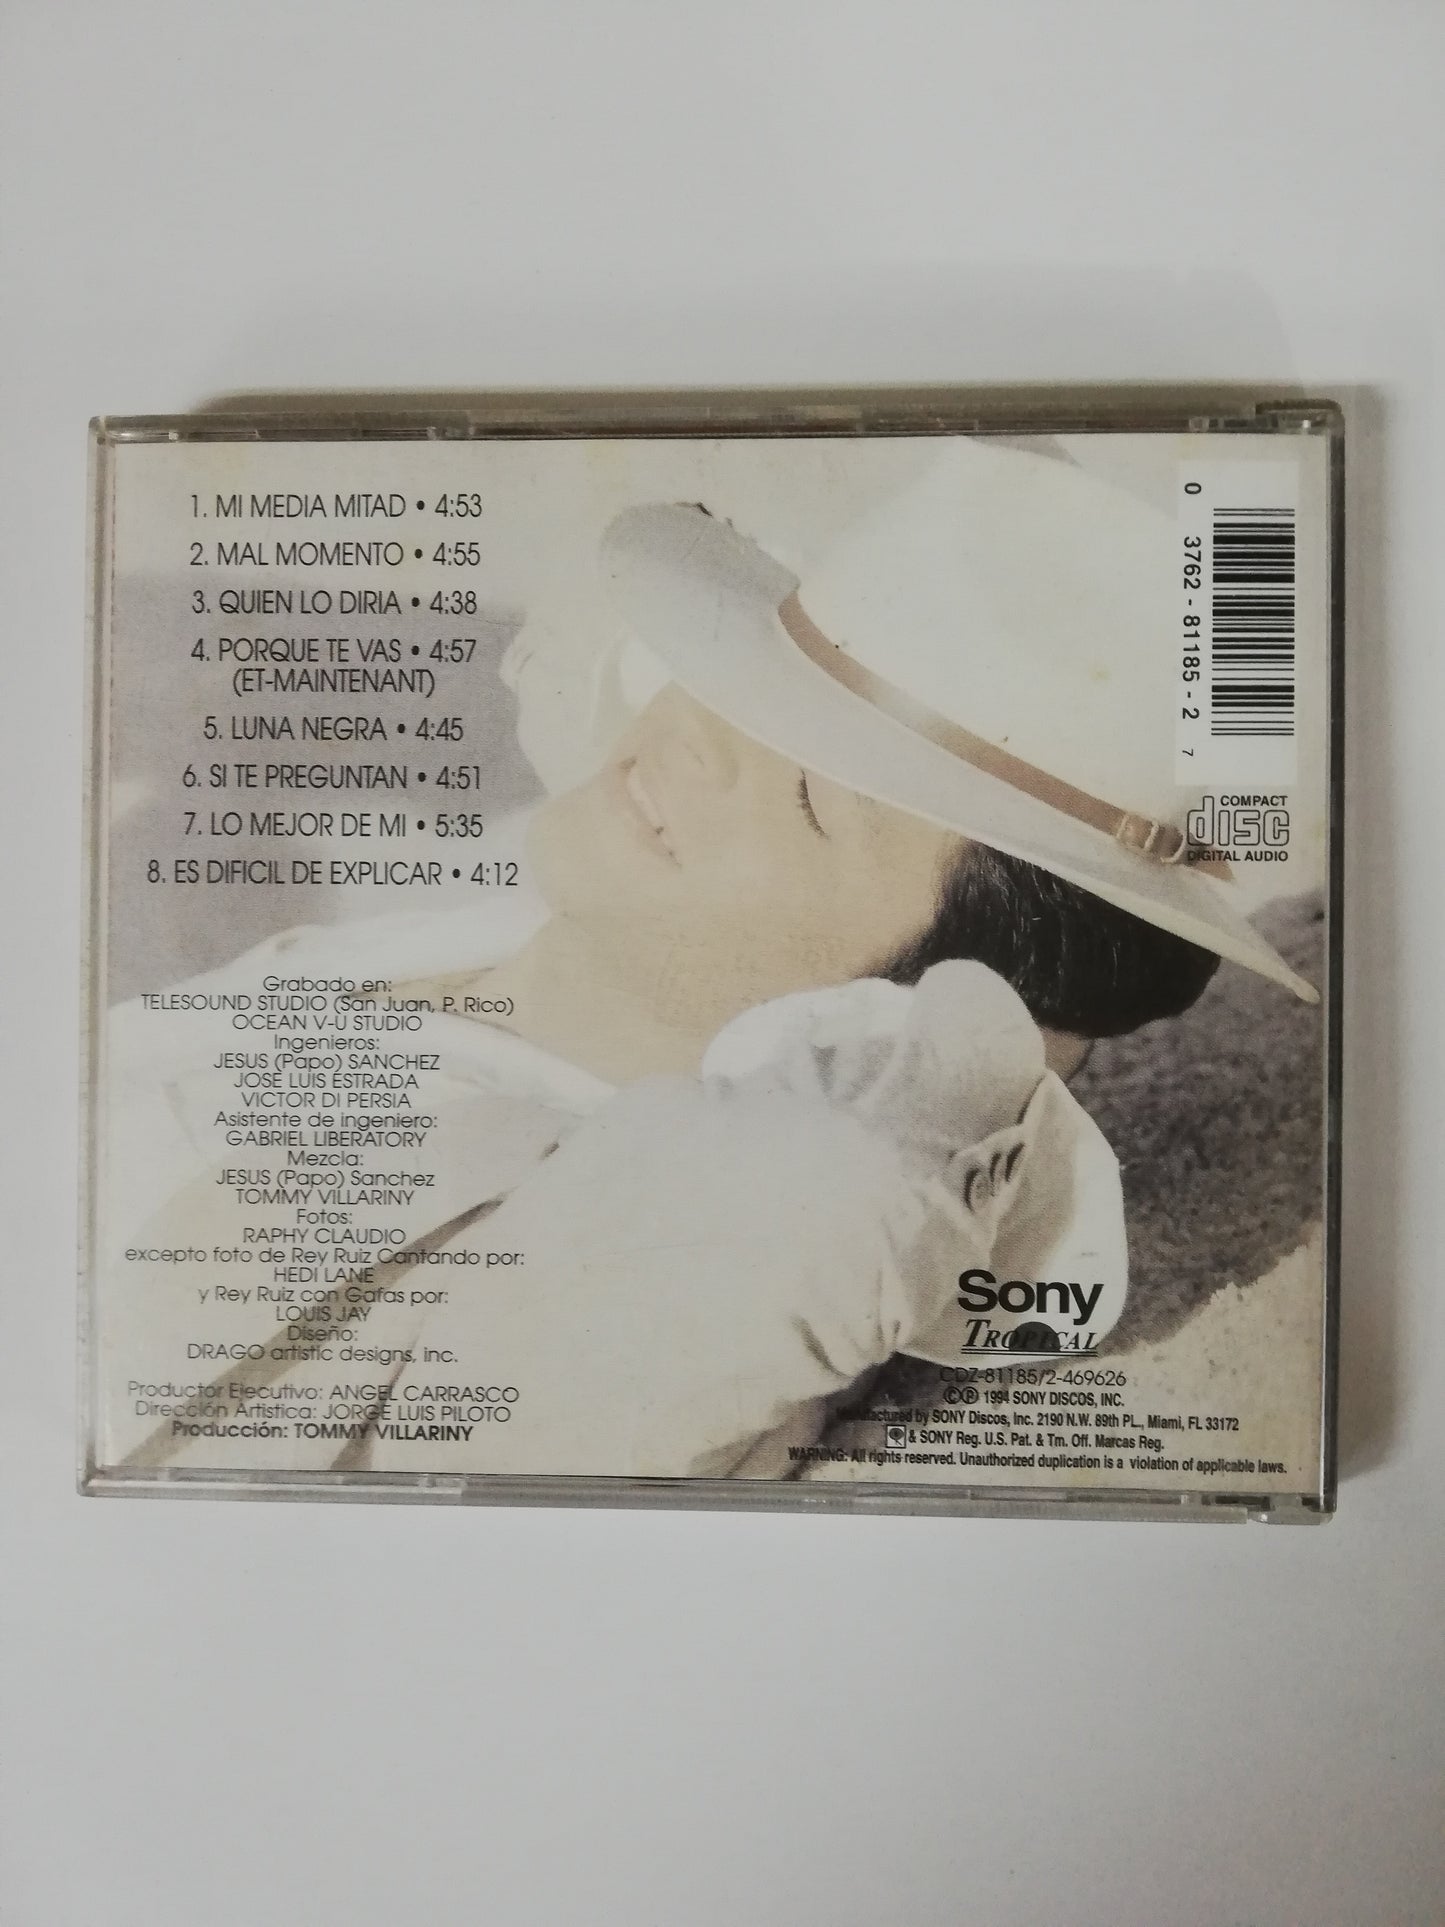 1. MI MEDIA MITAD • 4:53
2. MAL MOMENTO • 4:55
3. QUIEN LO DIRIA • 4:38
4. PORQUE TE VAS • 4:57
(ET-MAINTENANT)
5. LUNA NEGRA • 4:45
6. SI TE PREGUNTAN • 4:51
7. LO MEJOR DE MI • 5:35
8. ES DIFICIL DE EXPLICAR • 4:12
Grabado en:
TELESOUND STUDIO (San Juan, P. Rico)
OCEAN V-U STUDIO
Ingenieros:
JESUS (Papo) SANCHEZ
JOSE LUIS ESTRADA
VICTOR DI PERSIA
Asistente de ingeniero:
GABRIEL LIBERATORY
Mezcla:
JESUS (Papo) Sanchez
TOMMY VILLARINY
Fotos:
RAPHY CLAUDIO
excepto foto de Rey Ruiz Cantando por:
HEDI LANE
y Rey Ruiz con Gafas por:
LOUIS JAY
Diseño:
DRAGO artistic designs, inc.
Productor Ejecutivo: ANGEL CARRASCO
Dirección Artistica: JORGE LUIS PILOTO
Producción: TOMMY VILLARINY
0 3762-81185-2 7
COMPACT
disc
DIGITAL AUDIO
Sony
TROPICAL
CDZ-81185/2-469626
©℗ 1994 SONY DISCOS, INC.
Manufactured by SONY Discos, Inc. 2190 N.W. 89th PL., Miami, FL 33172
& SONY Reg. U.S. Pat. & Tm. Off. Marcas Reg.
WARNING: All rights reserved. Unauthorized duplication is a violation of applicable laws.